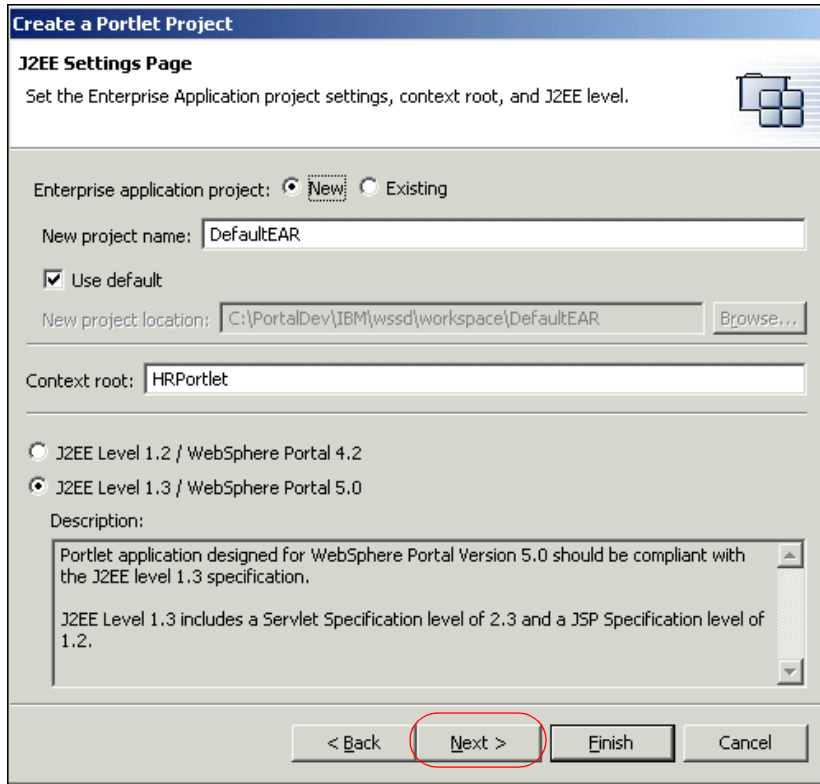 Create a Portlet Project
J2EE Settings Page
Set the Enterprise Application project settings, context root, and J2EE level.
Enterprise application project: New Existing
New project name: DefaultEAR
Use default
New project location: C:\PortalDev\IBM\wssd\workspace\DefaultEAR Browse...
Context root: HRPortlet
J2EE Level 1.2 / WebSphere Portal 4.2
J2EE Level 1.3 / WebSphere Portal 5.0
Description:
Portlet application designed for WebSphere Portal Version 5.0 should be compliant with
the J2EE level 1.3 specification.
J2EE Level 1.3 includes a Servlet Specification level of 2.3 and a JSP Specification level of
1.2.
< Back Next > Finish Cancel